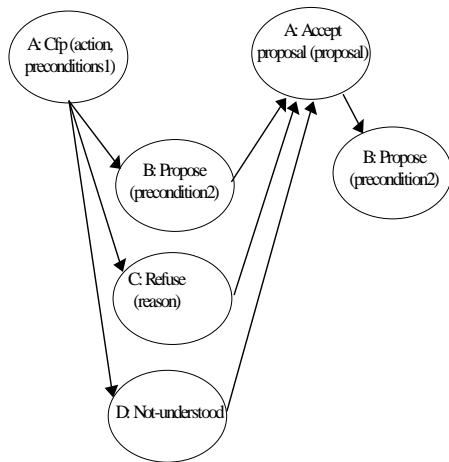 A: Cfp (action,
preconditions1)
A: Accept
proposal (proposal)
B: Propose
(precondition2)
B: Propose
(precondition2)
C: Refuse
(reason)
D: Not-understood